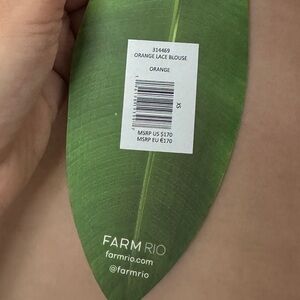 314469
ORANGE LACE BLOUSE
ORANGE
XS
MSRP US $170
MSRP EU €170
FARM RIO
farmrio.com
@farmrio